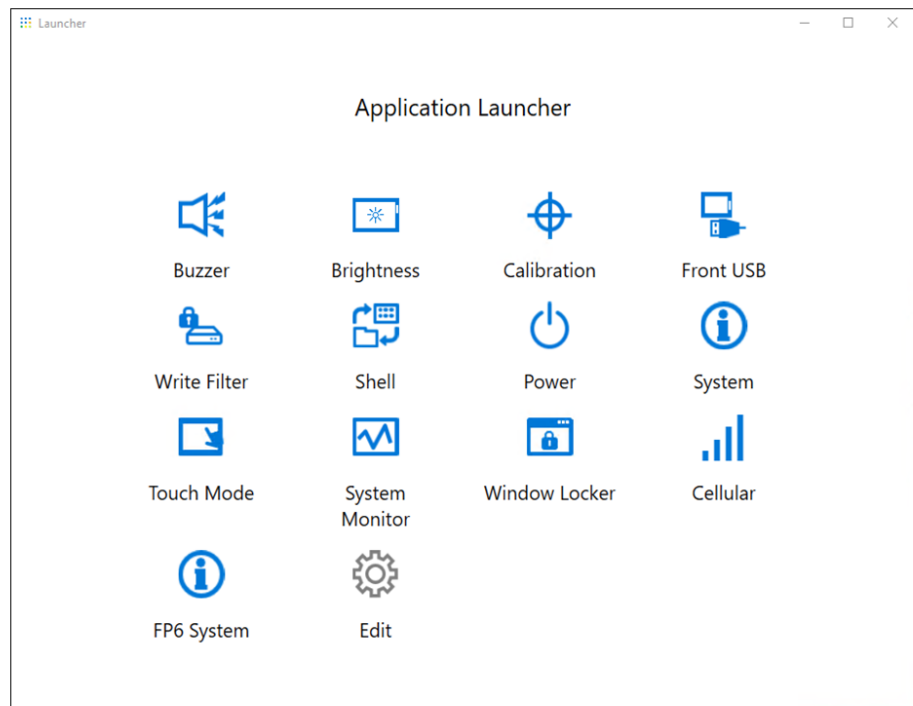 Launcher
Application Launcher
Buzzer
Brightness
Calibration
Front USB
Write Filter
Shell
Power
System
Touch Mode
System
Monitor
Window Locker
Cellular
FP6 System
Edit